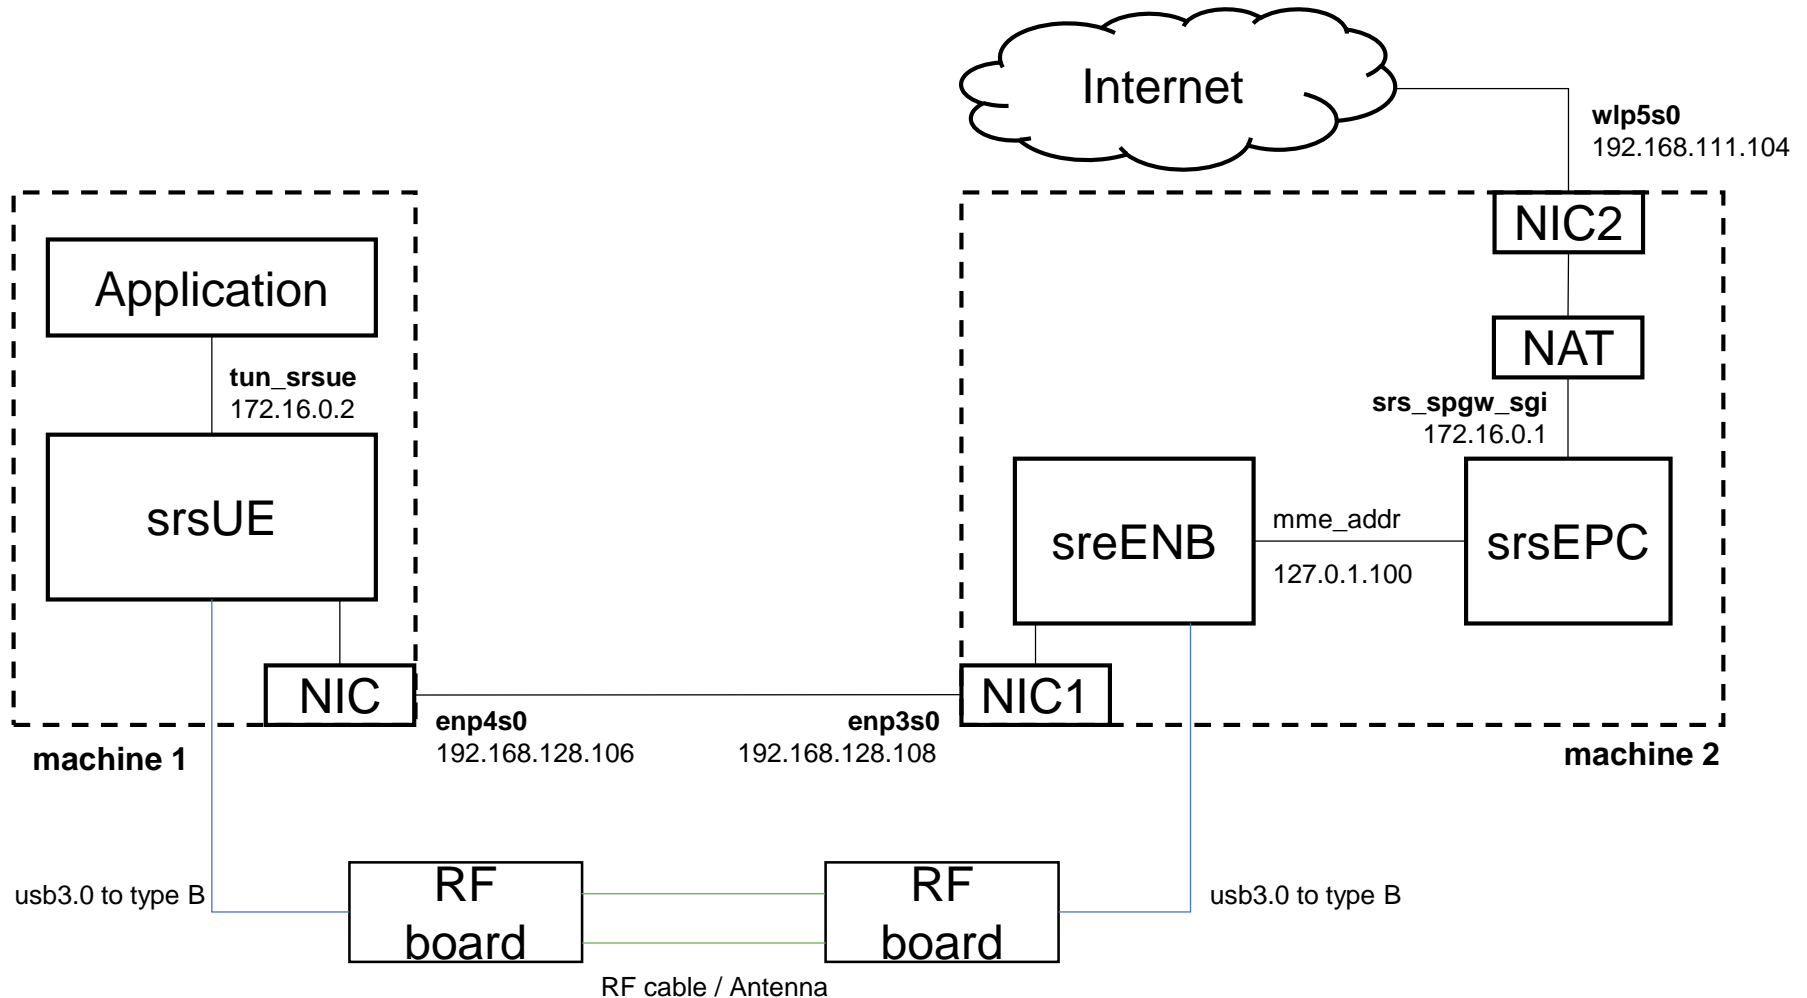 Internet
wlp5s0
192.168.111.104
NIC2
Application
NAT
tun_srsue
172.16.0.2
srs_spgw_sgi
172.16.0.1
srsUE
sreENB
mme_addr
127.0.1.100
srsEPC
NIC
NIC1
enp4s0
192.168.128.106
enp3s0
192.168.128.108
machine 1
machine 2
usb3.0 to type B
RF
board
RF
board
usb3.0 to type B
RF cable / Antenna